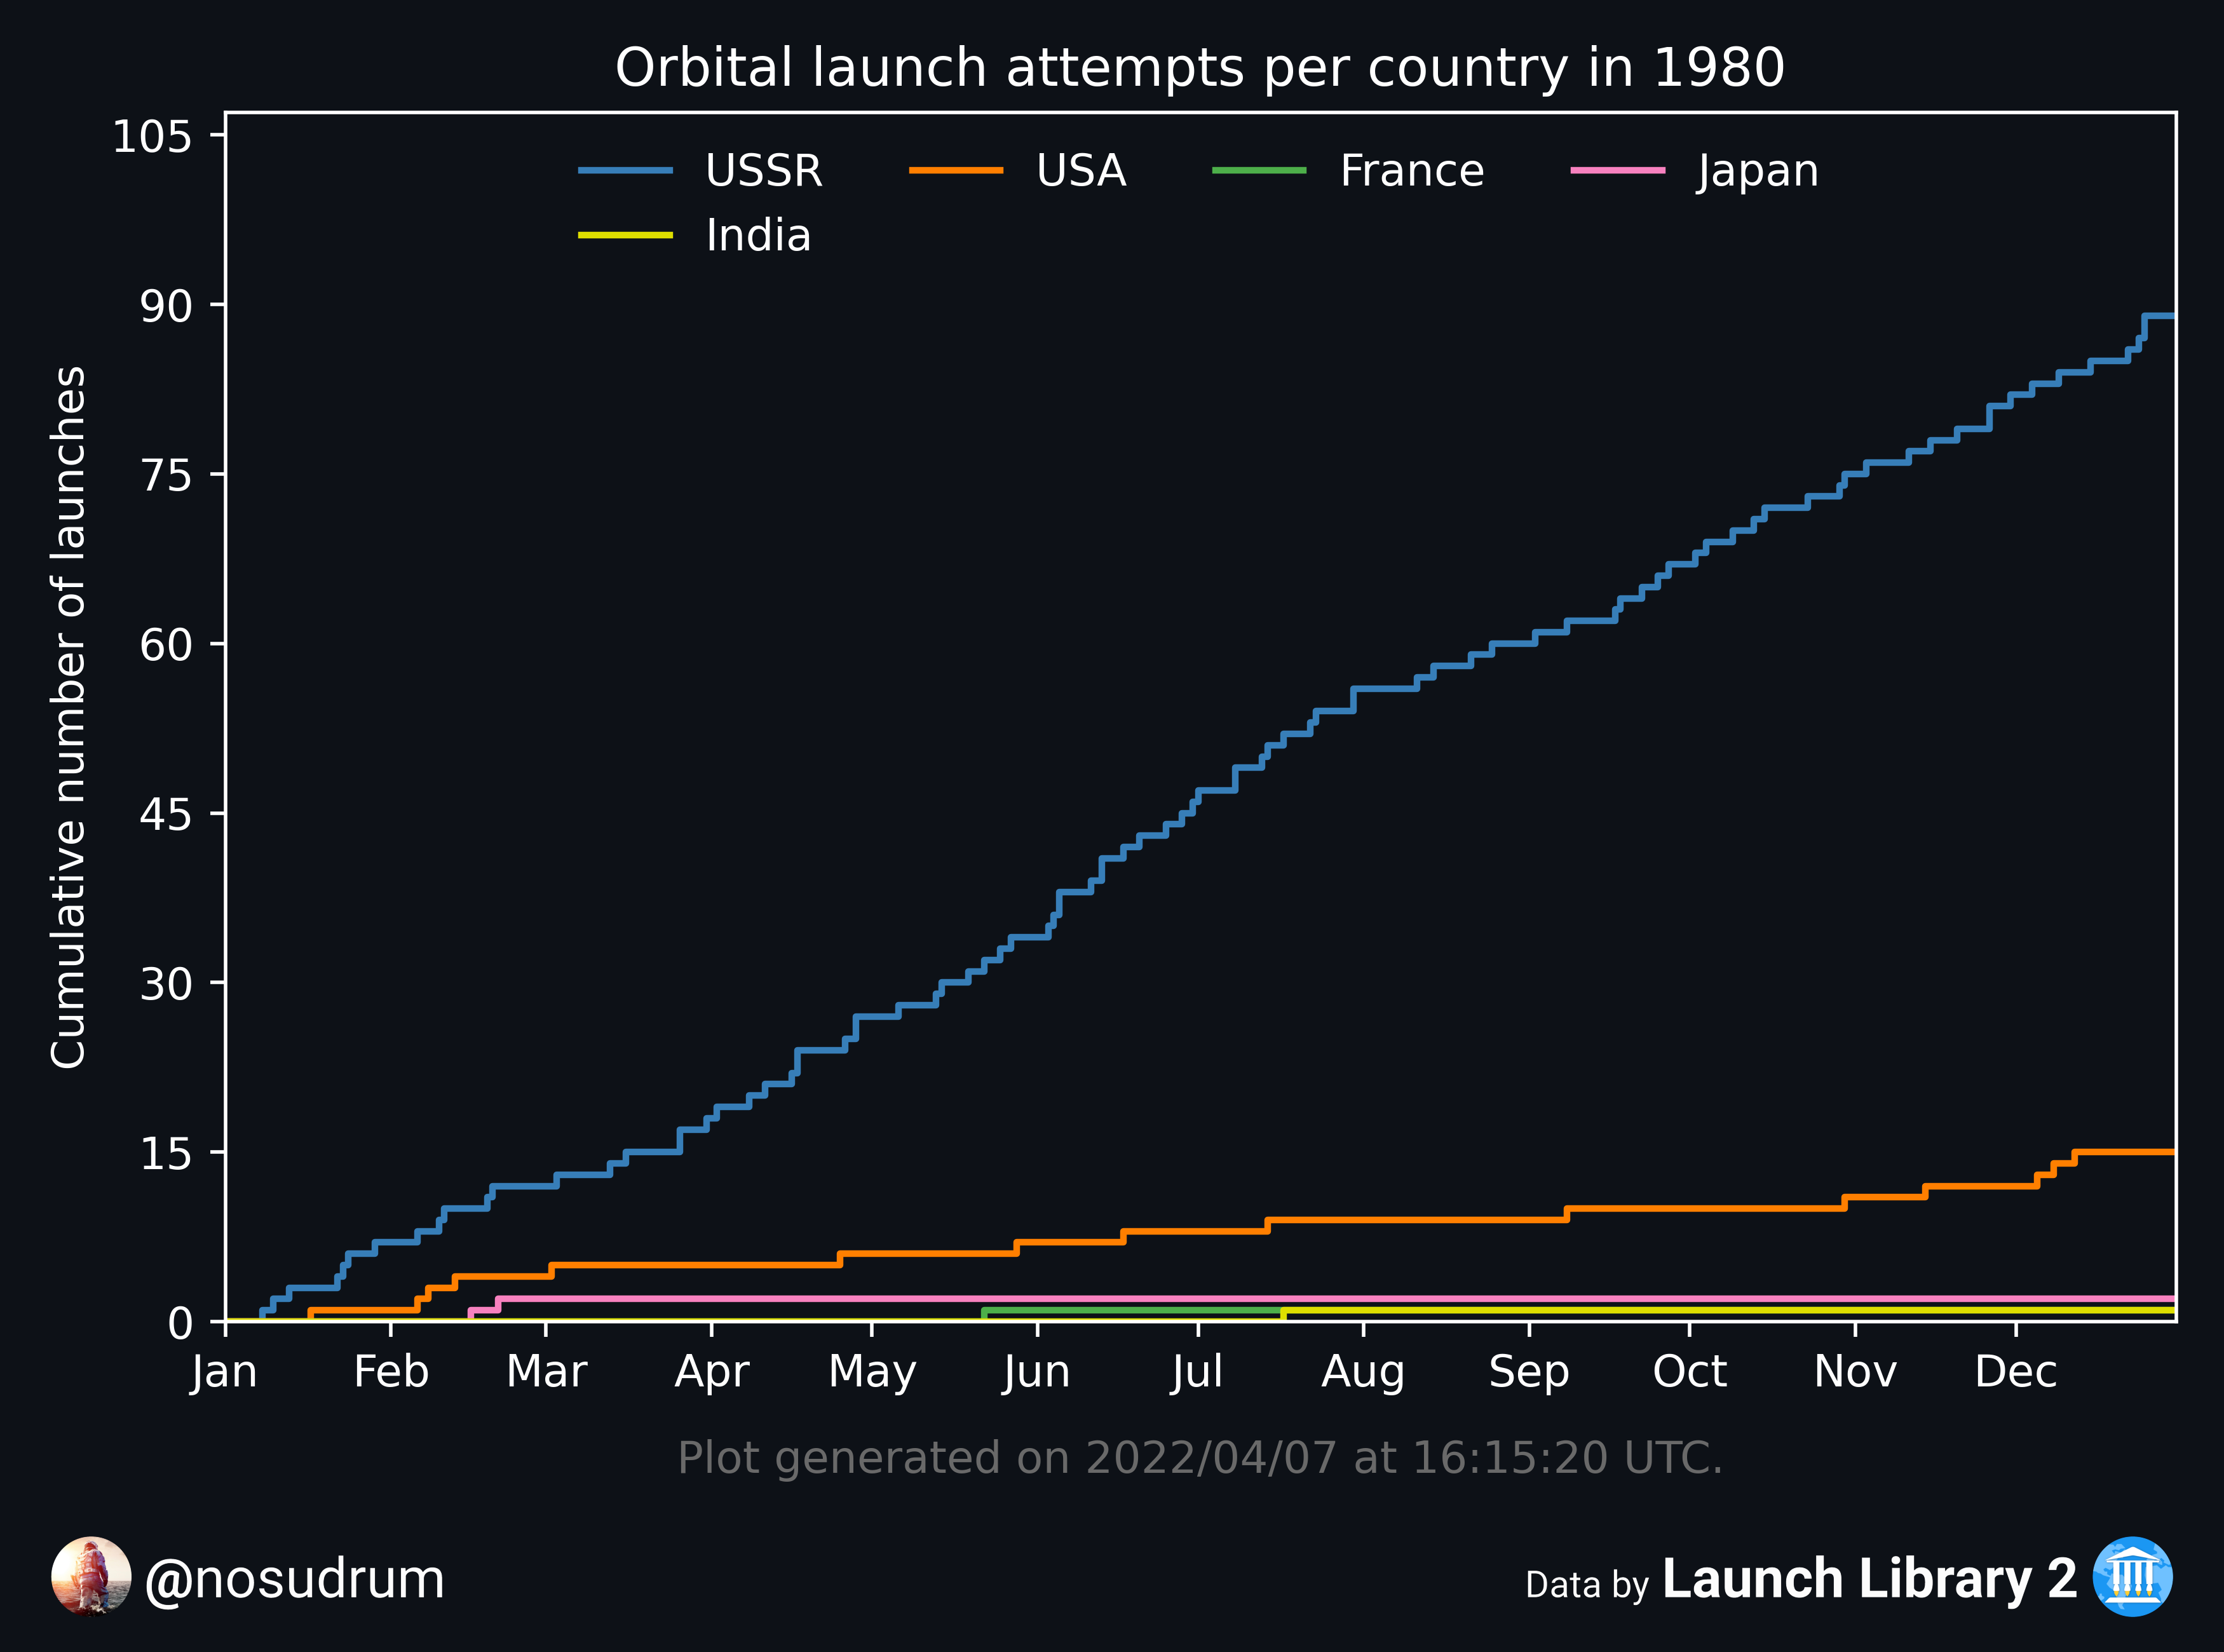 Orbital launch attempts per country in 1980
105
90
75
60
45
30
15
0
Cumulative number of launches
USSR USA France Japan
India
Jan Feb Mar Apr May Jun Jul Aug Sep Oct Nov Dec
Plot generated on 2022/04/07 at 16:15:20 UTC.
@nosudrum
Data by Launch Library 2